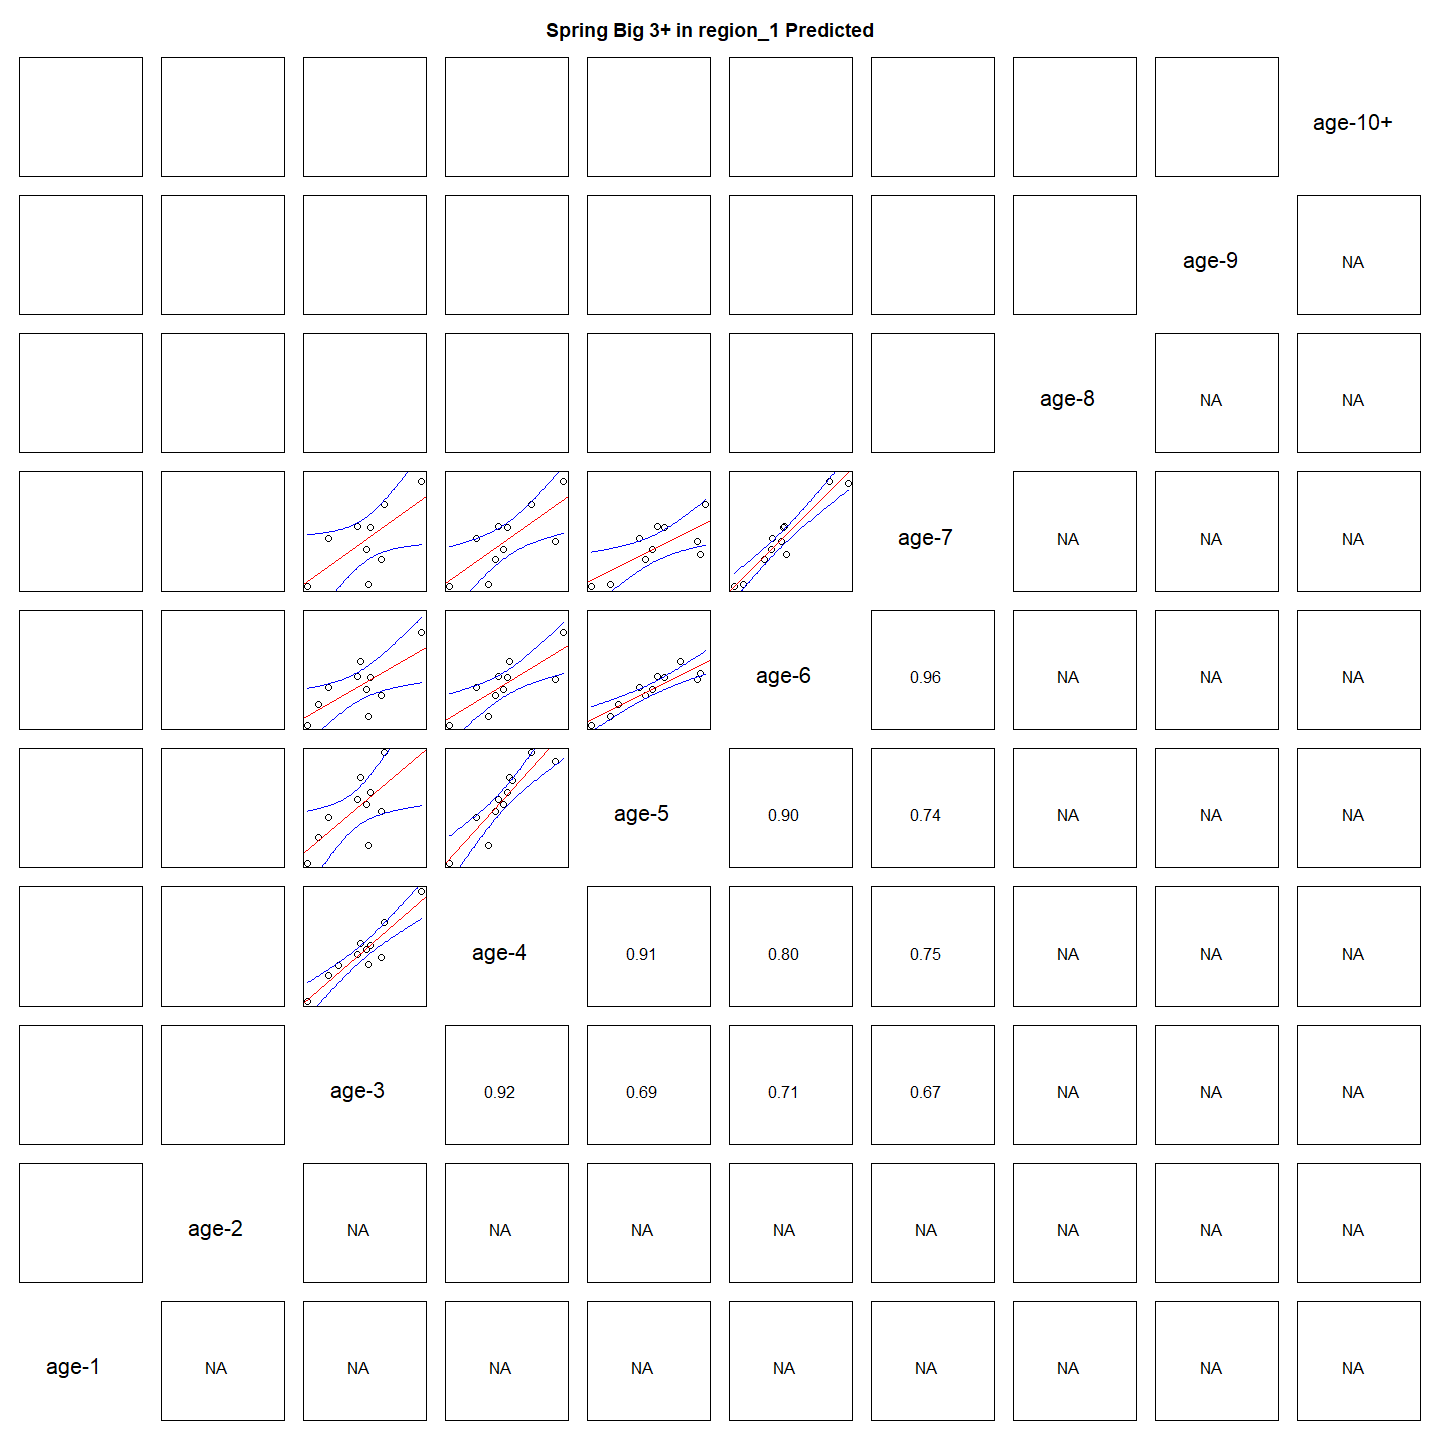 Spring Big 3+ in region_1 Predicted
age-10+
age-9 NA
age-8 NA NA
age-7 NA NA NA
age-6 0.96 NA NA NA
age-5 0.90 0.74 NA NA NA
age-4 0.91 0.80 0.75 NA NA NA
age-3 0.92 0.69 0.71 0.67 NA NA NA
age-2 NA NA NA NA NA NA NA NA
age-1 NA NA NA NA NA NA NA NA NA